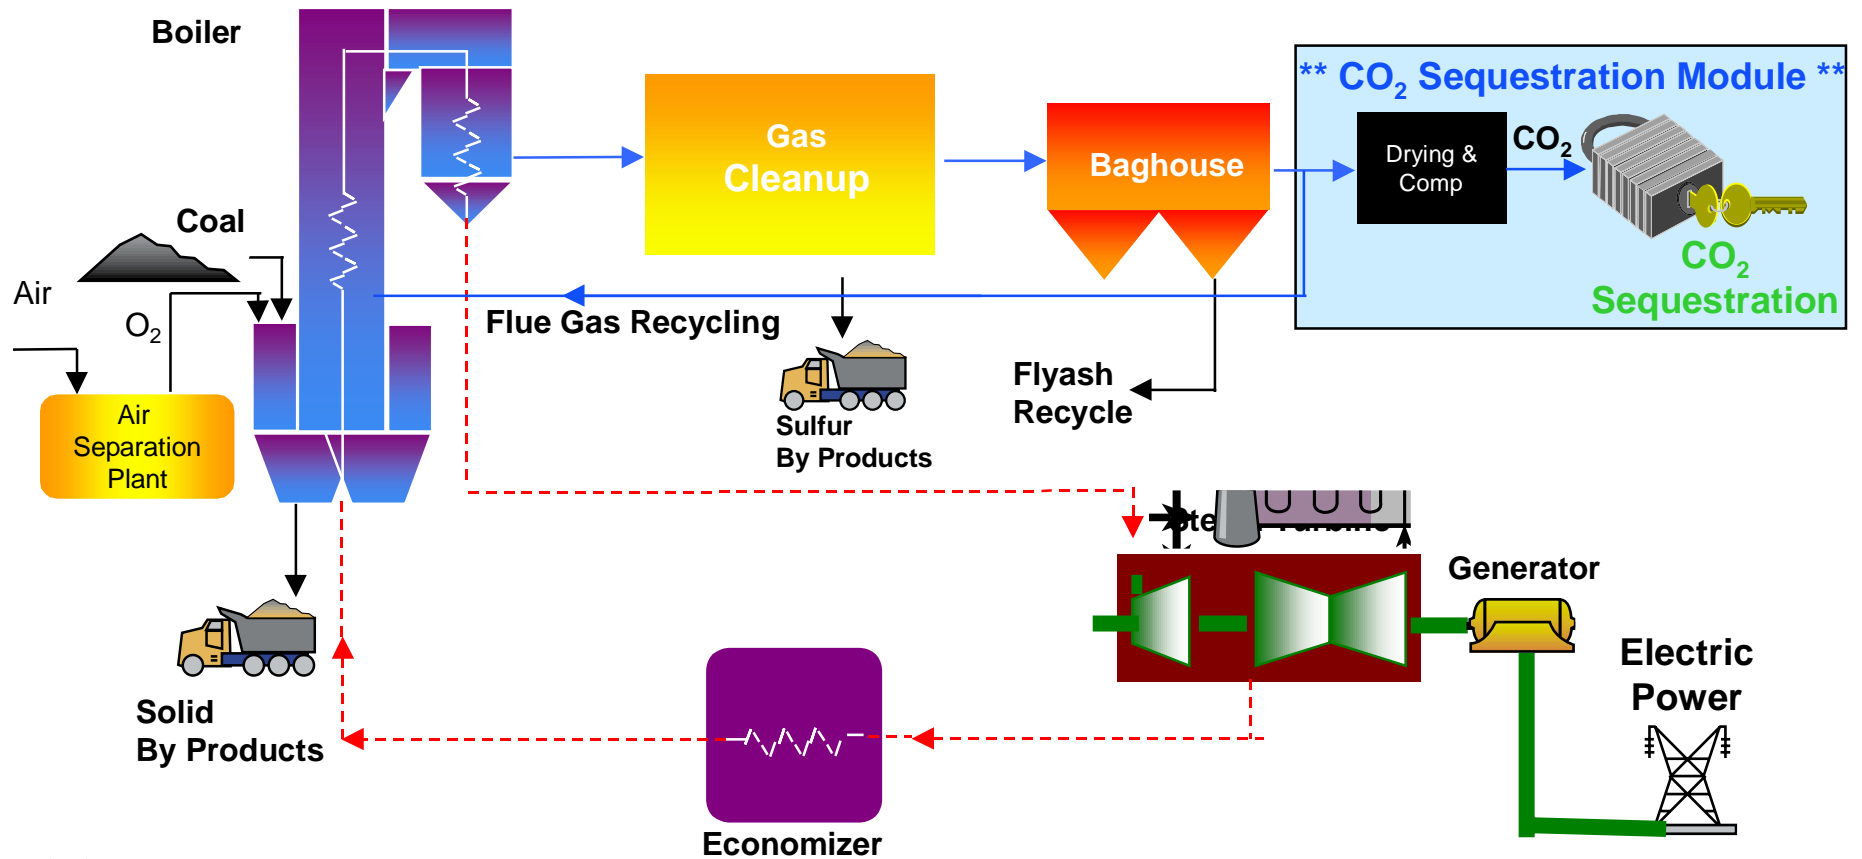 Boiler
** CO2 Sequestration Module **
Gas
Cleanup
Baghouse
Drying &
Comp
CO2
Coal
CO2
Sequestration
Air
O2
Flue Gas Recycling
Flyash
Recycle
Air
Separation
Plant
Sulfur
By Products
Generator
Electric
Power
Solid
By Products
Economizer